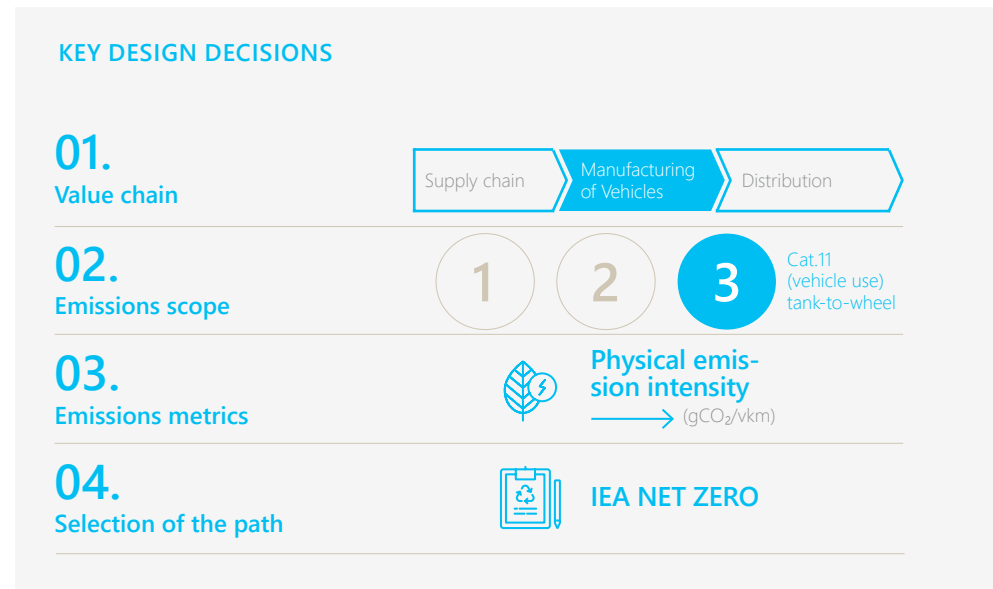 KEY DESIGN DECISIONS
01.
Value chain
Supply chain
Manufacturing
of Vehicles
Distribution
02.
Emissions scope
1
2
3
Cat.11
(vehicle use)
tank-to-wheel
03.
Emissions metrics
Physical emis-
sion intensity
(gCO₂/vkm)
04.
Selection of the path
IEA NET ZERO